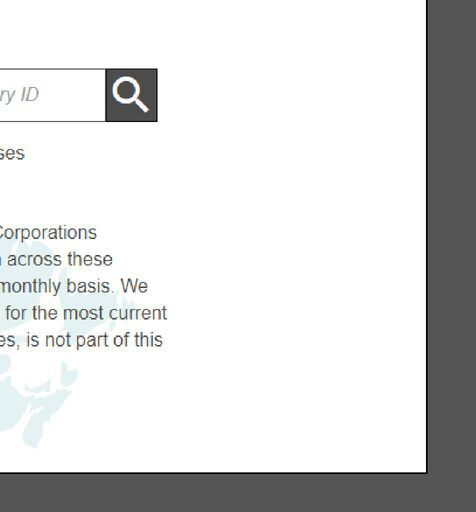 ry ID
ses
Corporations
across these
monthly basis. We
for the most current
es, is not part of this